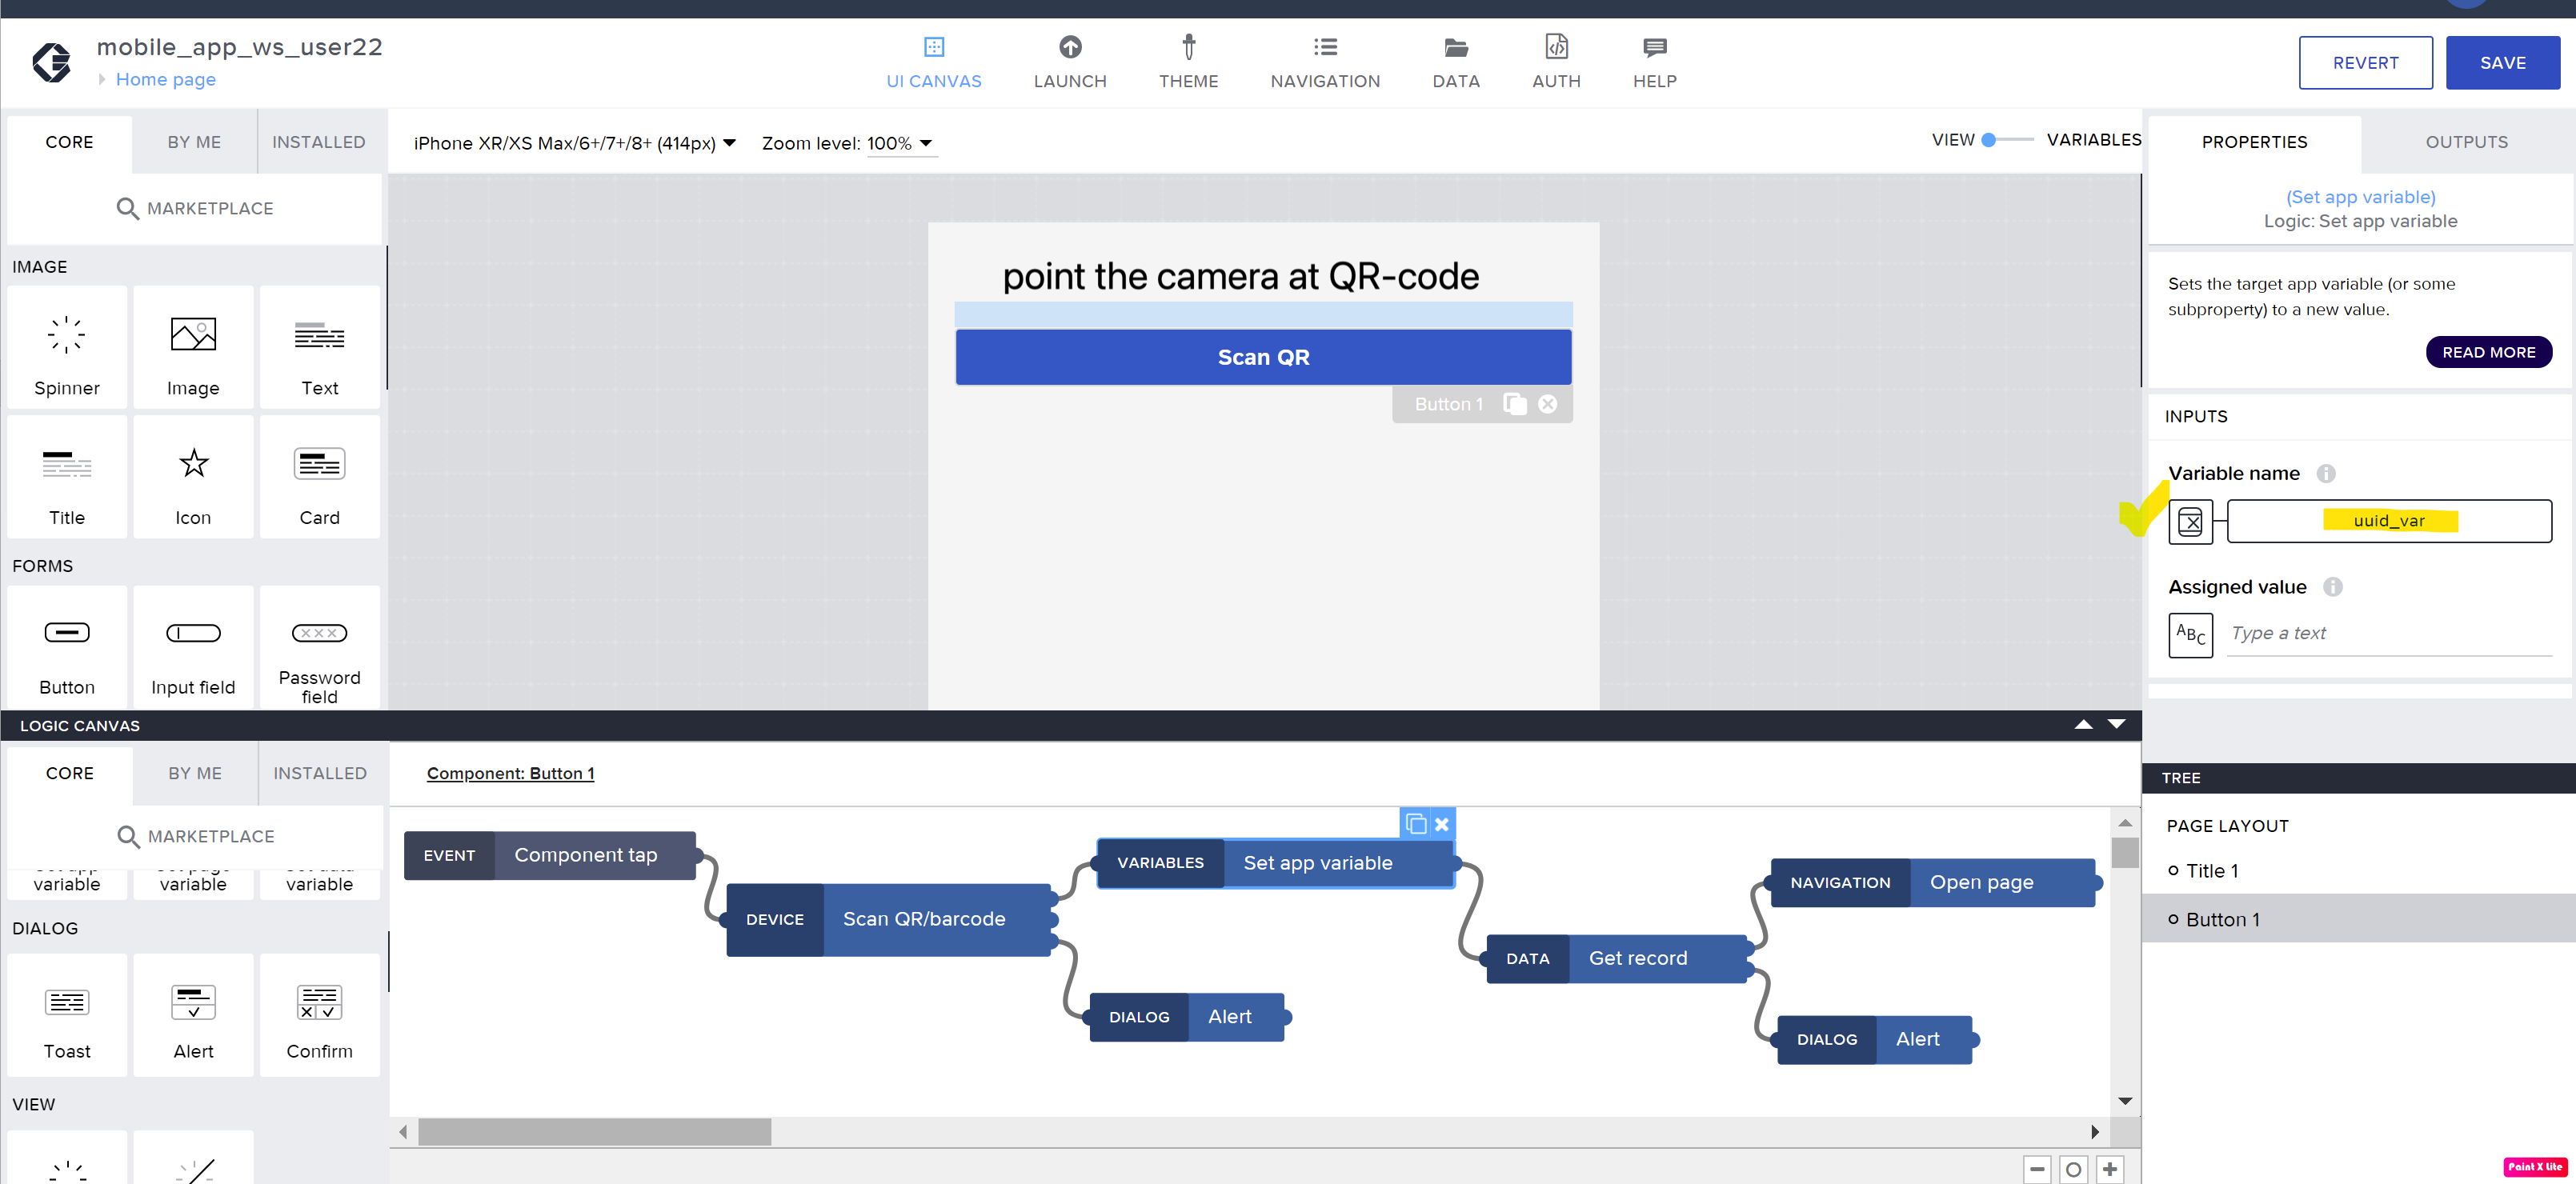 mobile_app_ws_user22
Home page
UI CANVAS
LAUNCH
THEME
NAVIGATION
DATA
AUTH
HELP
REVERT
SAVE
CORE
BY ME
INSTALLED
MARKETPLACE
IMAGE
Spinner
Image
Text
Title
Icon
Card
FORMS
Button
Input field
Password
field
iPhone XR/XS Max/6+/7+/8+ (414px)
Zoom level: 100%
VIEW
VARIABLES
point the camera at QR-code
Scan QR
Button 1
PROPERTIES
OUTPUTS
(Set app variable)
Logic: Set app variable
Sets the target app variable (or some
subproperty) to a new value.
READ MORE
INPUTS
Variable name
uuid_var
Assigned value
ABC
Type a text
LOGIC CANVAS
CORE
BY ME
INSTALLED
MARKETPLACE
variable
variable
variable
DIALOG
Toast
Alert
Confirm
VIEW
Component: Button 1
EVENT Component tap
DEVICE Scan QR/barcode
VARIABLES Set app variable
DIALOG Alert
DATA Get record
NAVIGATION Open page
DIALOG Alert
TREE
PAGE LAYOUT
Title 1
Button 1
Paint X Lite